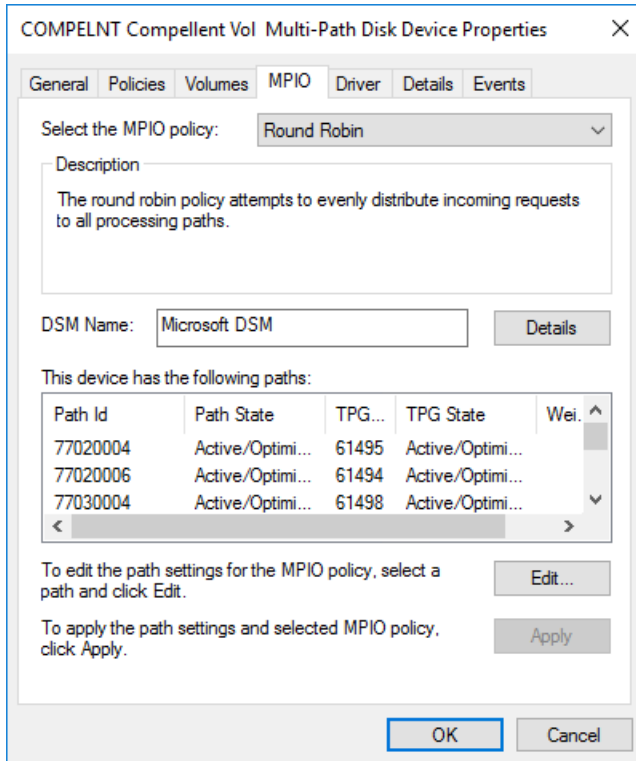 COMPELNT Compellent Vol Multi-Path Disk Device Properties
General Policies Volumes MPIO Driver Details Events
Select the MPIO policy: Round Robin
Description
The round robin policy attempts to evenly distribute incoming requests
to all processing paths.
DSM Name: Microsoft DSM Details
This device has the following paths:
Path Id Path State TPG... TPG State Wei.
77020004 Active/Optimi... 61495 Active/Optimi...
77020006 Active/Optimi... 61494 Active/Optimi...
77030004 Active/Optimi... 61498 Active/Optimi...
To edit the path settings for the MPIO policy, select a
path and click Edit.
Edit...
To apply the path settings and selected MPIO policy,
click Apply.
Apply
OK Cancel